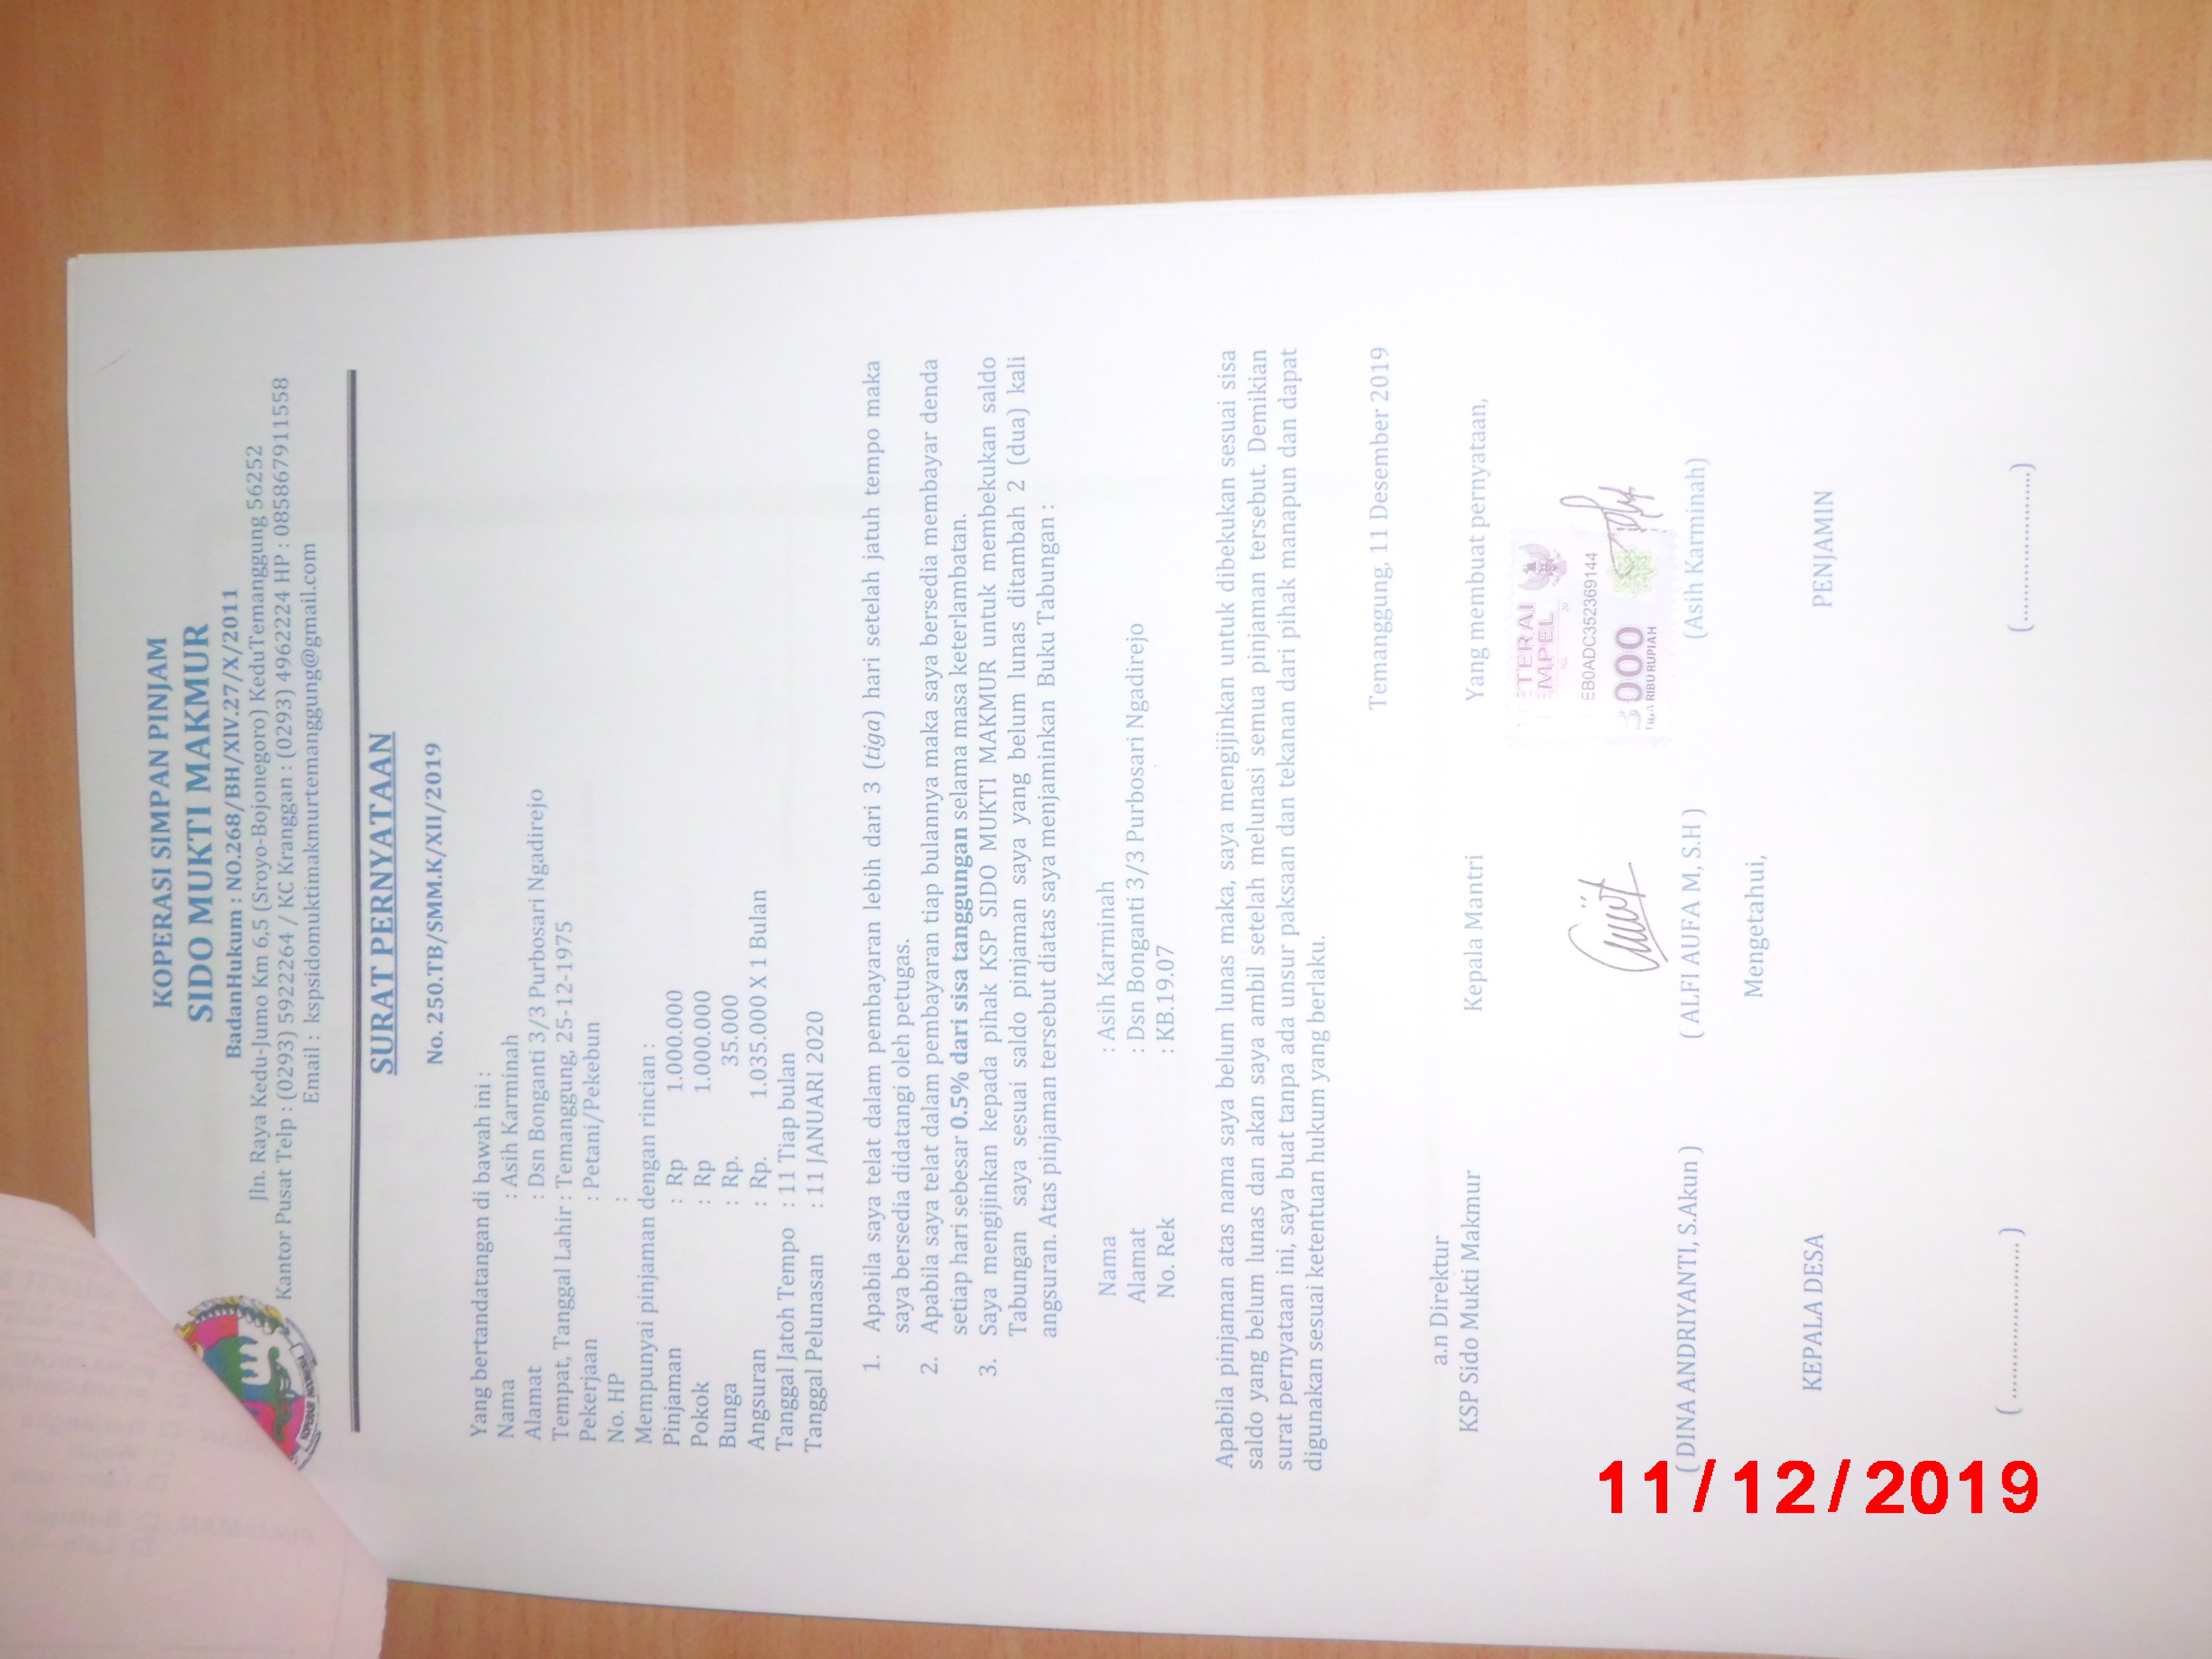 KOPERASI SIMPAN PINJAM
SIDO MUKTI MAKMUR
BadanHukum : NO.268/BH/XIV.27/X/2011
Jln. Raya Kedu-Jumo Km 6,5 (Sroyo-Bojonegoro) KeduTemanggung 56252
Kantor Pusat Telp : (0293) 5922264 / KC Kranggan : (0293) 4962224 HP : 085867911558
Email : kspsidomuktimakmurtemanggung@gmail.com
SURAT PERNYATAAN
No. 250.TB/SMM.K/XII/2019
Yang bertandatangan di bawah ini :
Nama : Asih Karminah
Alamat : Dsn Bonganti 3/3 Purbosari Ngadirejo
Tempat, Tanggal Lahir : Temanggung, 25-12-1975
Pekerjaan : Petani/Pekebun
No. HP :
Mempunyai pinjaman dengan rincian :
Pinjaman : Rp 1.000.000
Pokok : Rp 1.000.000
Bunga : Rp. 35.000
Angsuran : Rp. 1.035.000 X 1 Bulan
Tanggal Jatoh Tempo : 11 Tiap bulan
Tanggal Pelunasan : 11 JANUARI 2020
1. Apabila saya telat dalam pembayaran lebih dari 3 (tiga) hari setelah jatuh tempo maka
saya bersedia didatangi oleh petugas.
2. Apabila saya telat dalam pembayaran tiap bulannya maka saya bersedia membayar denda
setiap hari sebesar 0.5% dari sisa tanggungan selama masa keterlambatan.
3. Saya mengijinkan kepada pihak KSP SIDO MUKTI MAKMUR untuk membekukan saldo
Tabungan saya sesuai saldo pinjaman saya yang belum lunas ditambah 2 (dua) kali
angsuran. Atas pinjaman tersebut diatas saya menjaminkan Buku Tabungan :
Nama : Asih Karminah
Alamat : Dsn Bonganti 3/3 Purbosari Ngadirejo
No. Rek : KB.19.07
Apabila pinjaman atas nama saya belum lunas maka, saya mengijinkan untuk dibekukan sesuai sisa
saldo yang belum lunas dan akan saya ambil setelah melunasi semua pinjaman tersebut. Demikian
surat pernyataan ini, saya buat tanpa ada unsur paksaan dan tekanan dari pihak manapun dan dapat
digunakan sesuai ketentuan hukum yang berlaku.
Temanggung, 11 Desember 2019
a.n Direktur
KSP Sido Mukti Makmur Kepala Mantri Yang membuat pernyataan,
METERAI
TEMPEL
EB0ADC352369144
3000
TIGA RIBU RUPIAH
( DINA ANDRIYANTI, S.Akun ) ( ALFI AUFA M, S.H ) (Asih Karminah)
Mengetahui,
KEPALA DESA PENJAMIN
(.....................) (.....................)
11/12/2019